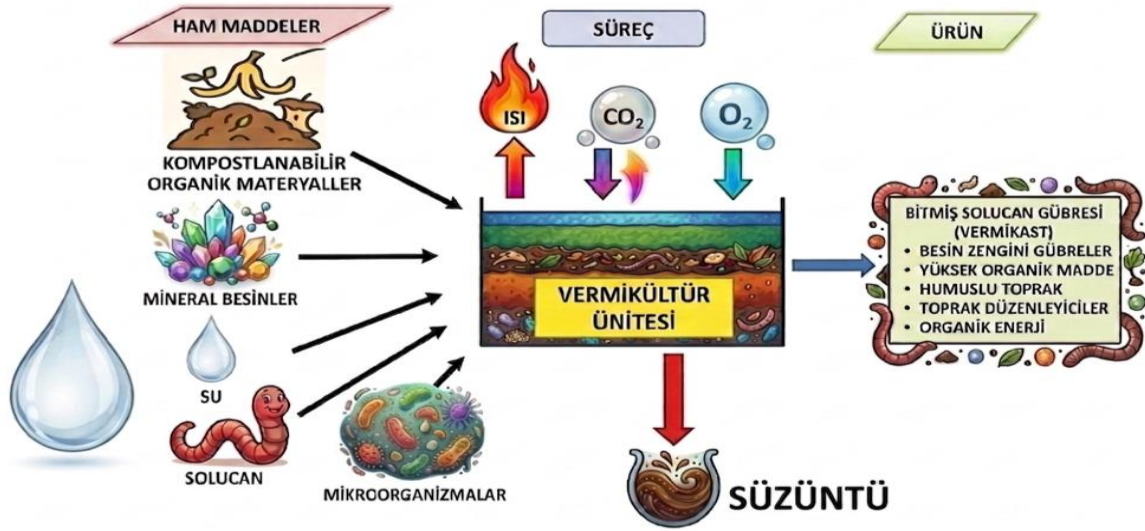 HAM MADDELER
SÜREÇ
ÜRÜN
KOMPOSTLANABİLİR
ORGANİK MATERYALLER
MİNERAL BESİNLER
SU
SOLUCAN
MİKROORGANİZMALAR
ISI
CO₂
O₂
VERMİKÜLTÜR
ÜNİTESİ
SÜZÜNTÜ
BİTMİŞ SOLUCAN GÜBRESİ
(VERMİKAST)
• BESİN ZENGİNİ GÜBRELER
• YÜKSEK ORGANİK MADDE
• HUMUSLU TOPRAK
• TOPRAK DÜZENLEYİCİLER
• ORGANİK ENERJİ